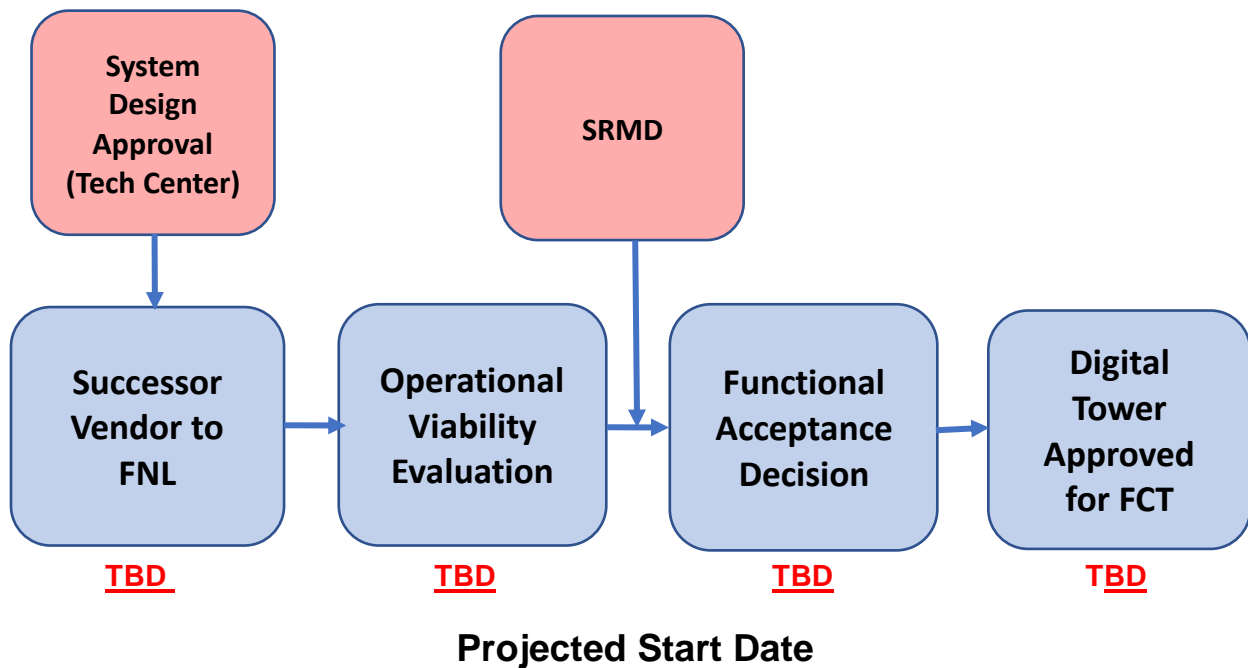 System
Design
Approval
(Tech Center)
SRMD
Successor
Vendor to
FNL
Operational
Viability
Evaluation
Functional
Acceptance
Decision
Digital
Tower
Approved
for FCT
TBD
TBD
TBD
TBD
Projected Start Date